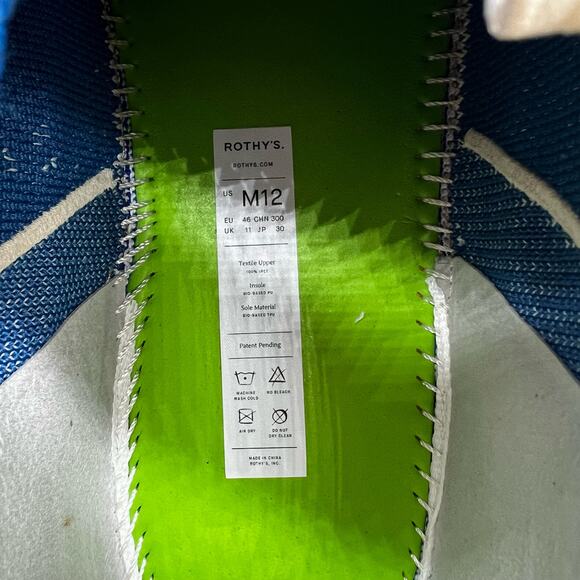 ROTHY'S.
ROTHYS.COM
US M12
EU 46 CHN 300
UK 11 JP 30
Textile Upper
100% rPET
Insole
BIO-BASED PU
Sole Material
BIO-BASED TPU
Patent Pending
MACHINE WASH COLD
NO BLEACH
AIR DRY
DO NOT DRY CLEAN
MADE IN CHINA
ROTHY'S, INC.